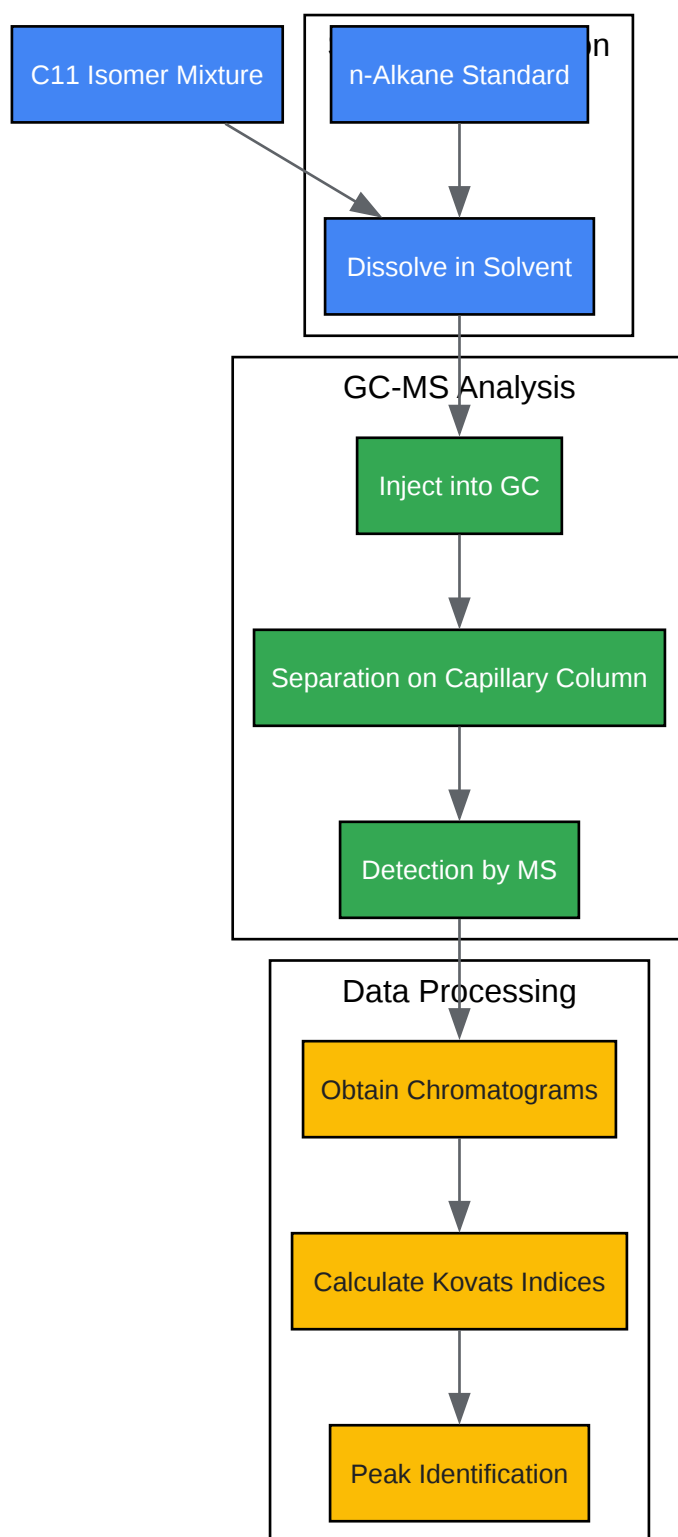 C11 Isomer Mixture
n-Alkane Standard
Dissolve in Solvent
GC-MS Analysis
Inject into GC
Separation on Capillary Column
Detection by MS
Data Processing
Obtain Chromatograms
Calculate Kovats Indices
Peak Identification